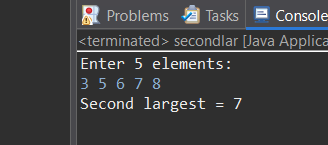 Problems Tasks Console
<terminated> secondlar [Java Applica
Enter 5 elements:
3 5 6 7 8
Second largest = 7